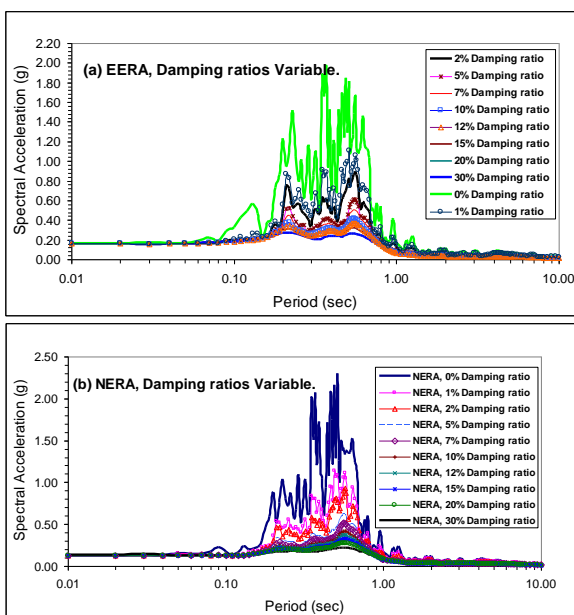 2.20
2.00
1.80
1.60
1.40
1.20
1.00
0.80
0.60
0.40
0.20
0.00
Spectral Acceleration (g)
(a) EERA, Damping ratios Variable.
2% Damping ratio
5% Damping ratio
7% Damping ratio
10% Damping ratio
12% Damping ratio
15% Damping ratio
20% Damping ratio
30% Damping ratio
0% Damping ratio
1% Damping ratio
0.01 0.10 1.00 10.00
Period (sec)
2.50
2.00
1.50
1.00
0.50
0.00
Spectral Acceleration (g)
(b) NERA, Damping ratios Variable.
NERA, 0% Damping ratio
NERA, 1% Damping ratio
NERA, 2% Damping ratio
NERA, 5% Damping ratio
NERA, 7% Damping ratio
NERA, 10% Damping ratio
NERA, 12% Damping ratio
NERA, 15% Damping ratio
NERA, 20% Damping ratio
NERA, 30% Damping ratio
0.01 0.10 1.00 10.00
Period (sec)